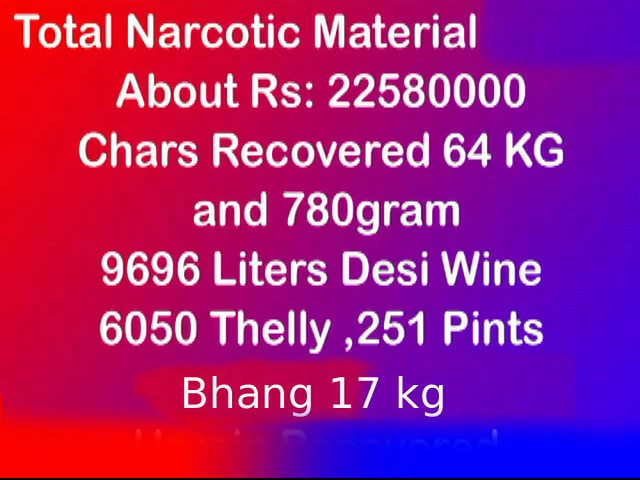 Total Narcotic Material
About Rs: 22580000
Chars Recovered 64 KG
and 780gram
9696 Liters Desi Wine
6050 Thelly ,251 Pints
Bhang 17 kg
Recovered